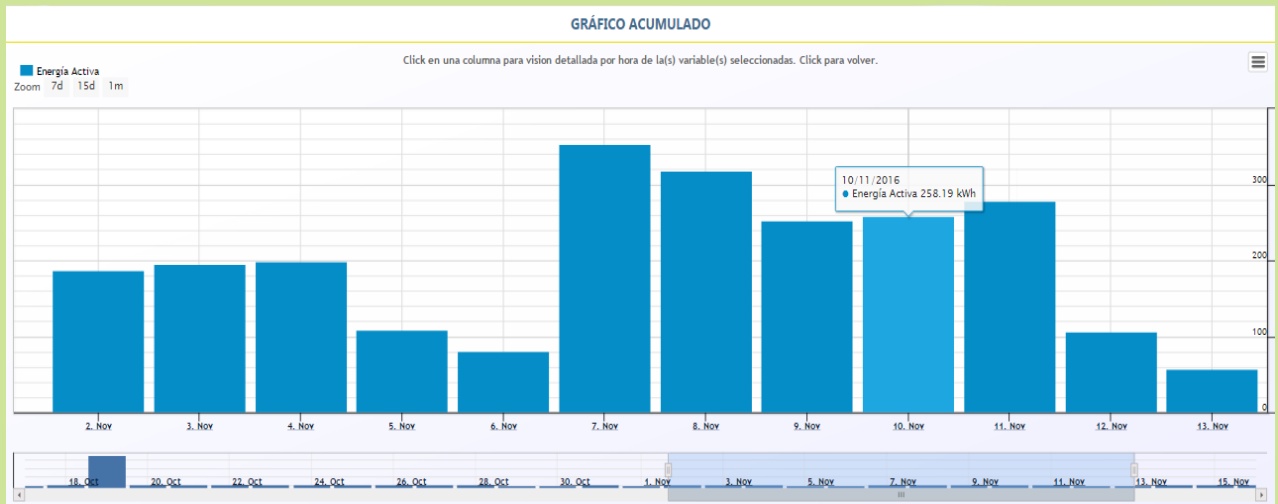 GRÁFICO ACUMULADO
Click en una columna para vision detallada por hora de la(s) variable(s) seleccionadas. Click para volver.
Energía Activa
Zoom 7d 15d 1m
10/11/2016
Energía Activa 258.19 kWh
300
200
100
0
2. Nov 3. Nov 4. Nov 5. Nov 6. Nov 7. Nov 8. Nov 9. Nov 10. Nov 11. Nov 12. Nov 13. Nov
18. Oct 20. Oct 22. Oct 24. Oct 26. Oct 28. Oct 30. Oct 1. Nov 3. Nov 5. Nov 7. Nov 9. Nov 11. Nov 13. Nov 15. Nov